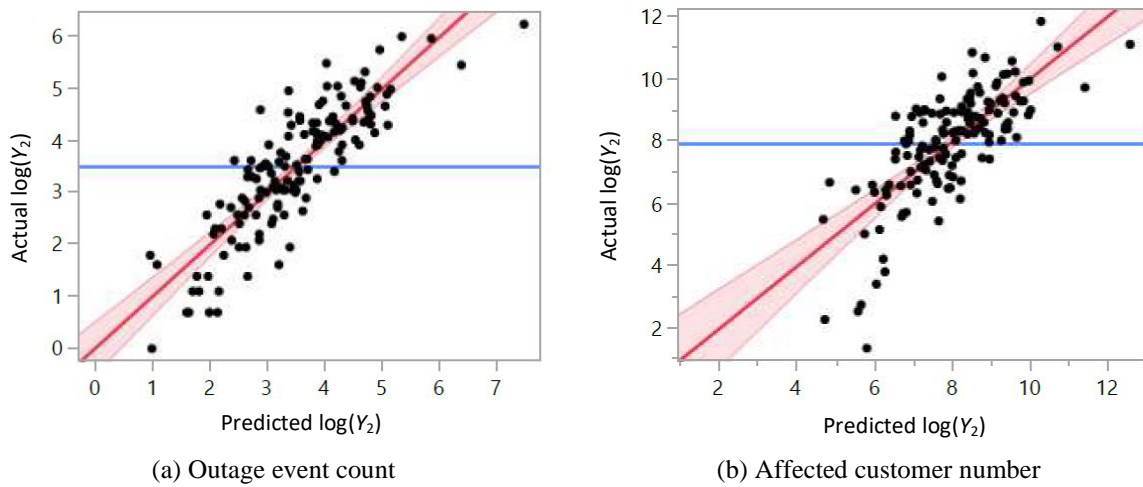 6
5
4
3
2
1
0
0 1 2 3 4 5 6 7
Actual log(Y₂)
Predicted log(Y₂)
(a) Outage event count
12
10
8
6
4
2
2 4 6 8 10 12
Actual log(Y₂)
Predicted log(Y₂)
(b) Affected customer number